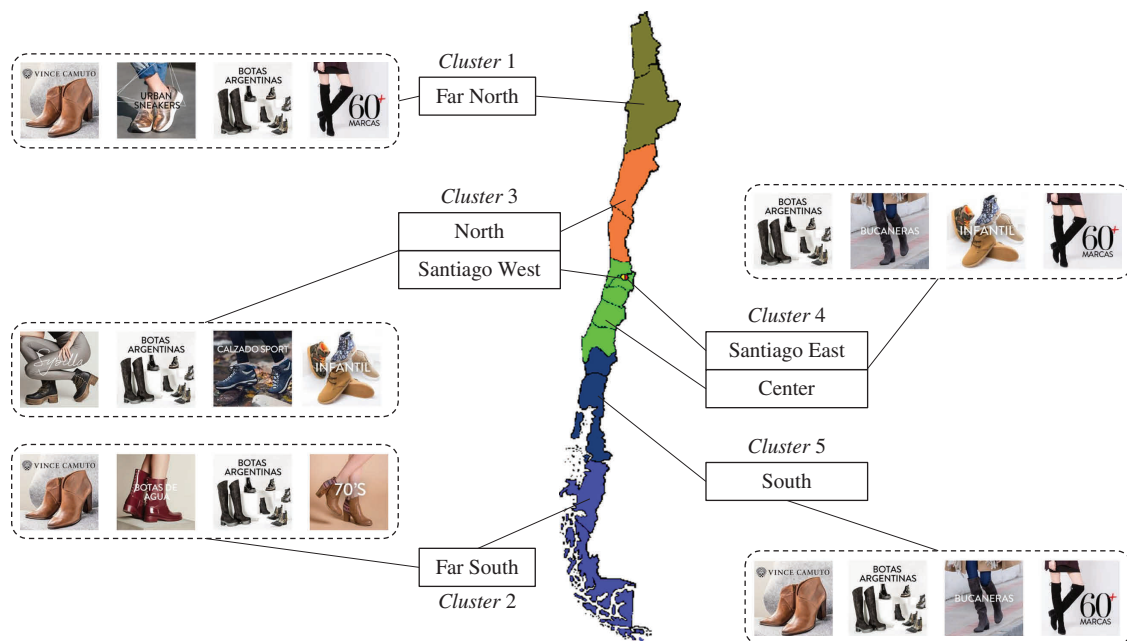 Cluster 1
Far North
VINCE CAMUTO
URBAN
SNEAKERS
BOTAS
ARGENTINAS
60+
MARCAS
Cluster 3
North
Santiago West
Sybilla
BOTAS
ARGENTINAS
CALZADO SPORT
INFANTIL
BOTAS
ARGENTINAS
BUCANERAS
INFANTIL
60+
MARCAS
Cluster 4
Santiago East
Center
VINCE CAMUTO
BOTAS DE
AGUA
BOTAS
ARGENTINAS
70'S
Far South
Cluster 2
Cluster 5
South
VINCE CAMUTO
BOTAS
ARGENTINAS
BUCANERAS
60+
MARCAS